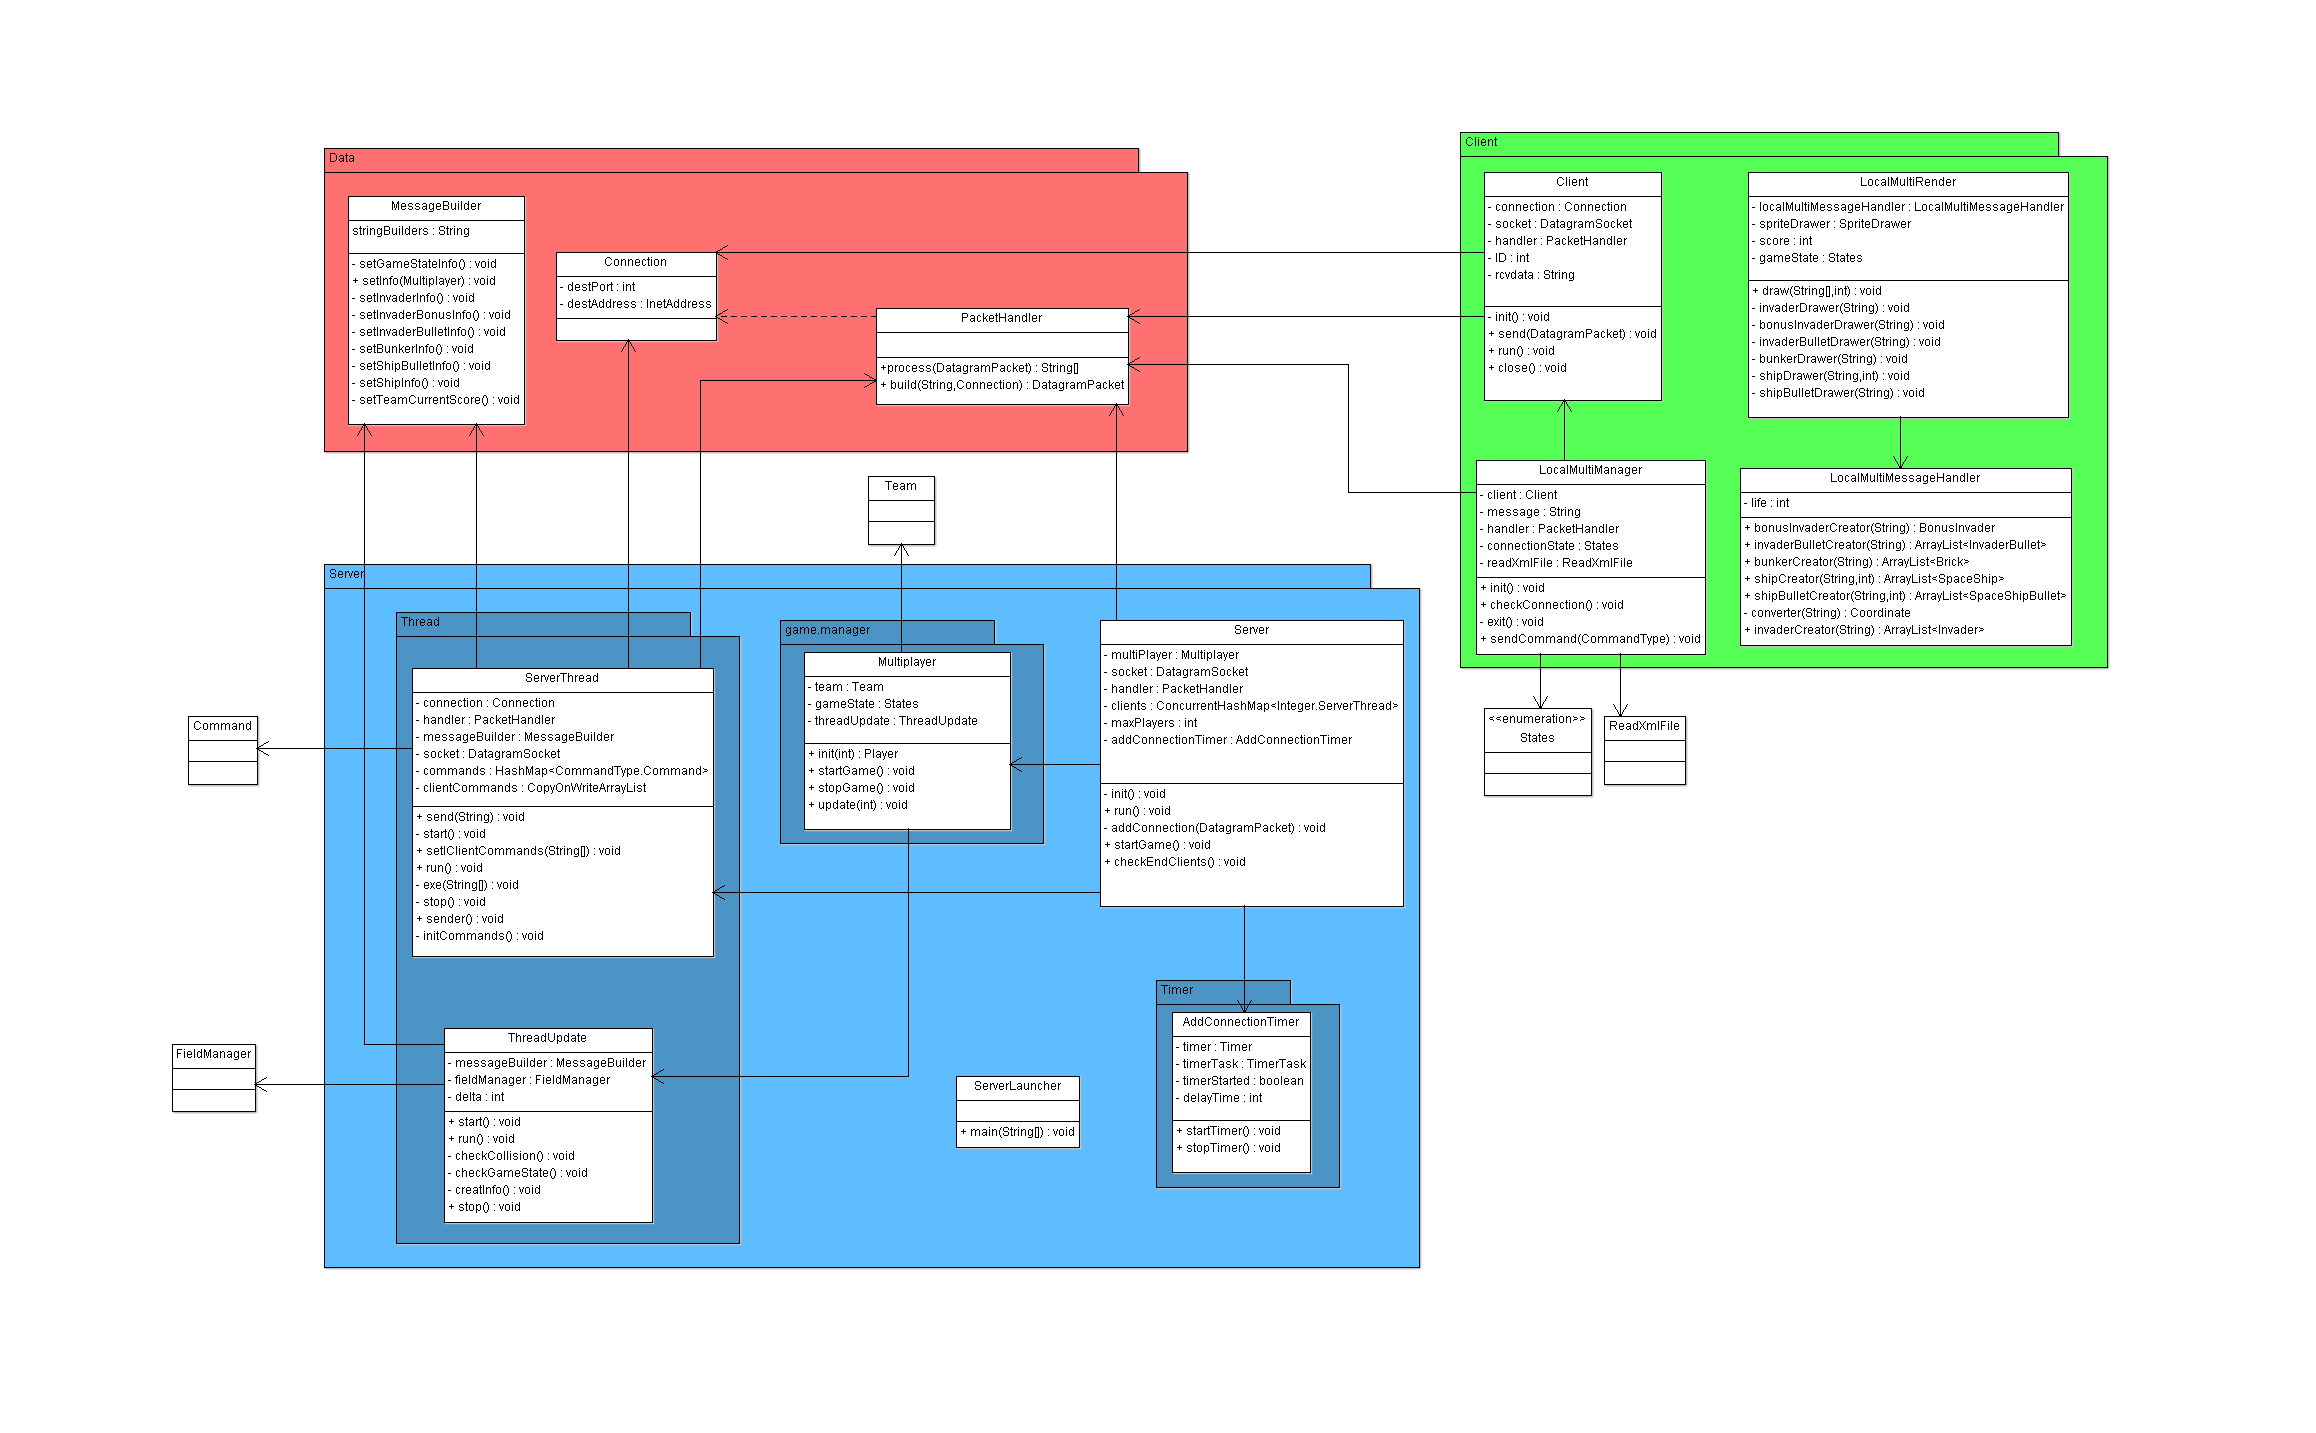 Data
MessageBuilder
stringBuilders : String
- setGameStateInfo() : void
+ setInfo(Multiplayer) : void
- setInvaderInfo() : void
- setInvaderBonusInfo() : void
- setInvaderBulletInfo() : void
- setBunkerInfo() : void
- setShipBulletInfo() : void
- setShipInfo() : void
- setTeamCurrentScore() : void
Connection
- destPort : int
- destAddress : InetAddress
PacketHandler
+process(DatagramPacket) : String[]
+ build(String,Connection) : DatagramPacket
Client
Client
- connection : Connection
- socket : DatagramSocket
- handler : PacketHandler
- ID : int
- rcvdata : String
- init() : void
+ send(DatagramPacket) : void
+ run() : void
+ close() : void
LocalMultiRender
- localMultiMessageHandler : LocalMultiMessageHandler
- spriteDrawer : SpriteDrawer
- score : int
- gameState : States
+ draw(String[],int) : void
- invaderDrawer(String) : void
- bonusInvaderDrawer(String) : void
- invaderBulletDrawer(String) : void
- bunkerDrawer(String) : void
- shipDrawer(String,int) : void
- shipBulletDrawer(String) : void
LocalMultiManager
- client : Client
- message : String
- handler : PacketHandler
- connectionState : States
- readXmlFile : ReadXmlFile
+ init() : void
+ checkConnection() : void
- exit() : void
+ sendCommand(CommandType) : void
LocalMultiMessageHandler
- life : int
+ bonusInvaderCreator(String) : BonusInvader
+ invaderBulletCreator(String) : ArrayList<InvaderBullet>
+ bunkerCreator(String) : ArrayList<Brick>
+ shipCreator(String,int) : ArrayList<SpaceShip>
+ shipBulletCreator(String,int) : ArrayList<SpaceShipBullet>
- converter(String) : Coordinate
+ invaderCreator(String) : ArrayList<Invader>
<<enumeration>>
States
ReadXmlFile
Team
Server
Thread
ServerThread
- connection : Connection
- handler : PacketHandler
- messageBuilder : MessageBuilder
- socket : DatagramSocket
- commands : HashMap<CommandType.Command>
- clientCommands : CopyOnWriteArrayList
+ send(String) : void
- start() : void
+ setIClientCommands(String[]) : void
+ run() : void
- exe(String[]) : void
- stop() : void
+ sender() : void
- initCommands() : void
game.manager
Multiplayer
- team : Team
- gameState : States
- threadUpdate : ThreadUpdate
+ init(int) : Player
+ startGame() : void
+ stopGame() : void
+ update(int) : void
Server
- multiPlayer : Multiplayer
- socket : DatagramSocket
- handler : PacketHandler
- clients : ConcurrentHashMap<Integer.ServerThread>
- maxPlayers : int
- addConnectionTimer : AddConnectionTimer
- init() : void
+ run() : void
- addConnection(DatagramPacket) : void
+ startGame() : void
+ checkEndClients() : void
Command
FieldManager
ThreadUpdate
- messageBuilder : MessageBuilder
- fieldManager : FieldManager
- delta : int
+ start() : void
+ run() : void
- checkCollision() : void
- checkGameState() : void
- creatInfo() : void
+ stop() : void
ServerLauncher
+ main(String[]) : void
Timer
AddConnectionTimer
- timer : Timer
- timerTask : TimerTask
- timerStarted : boolean
- delayTime : int
+ startTimer() : void
+ stopTimer() : void